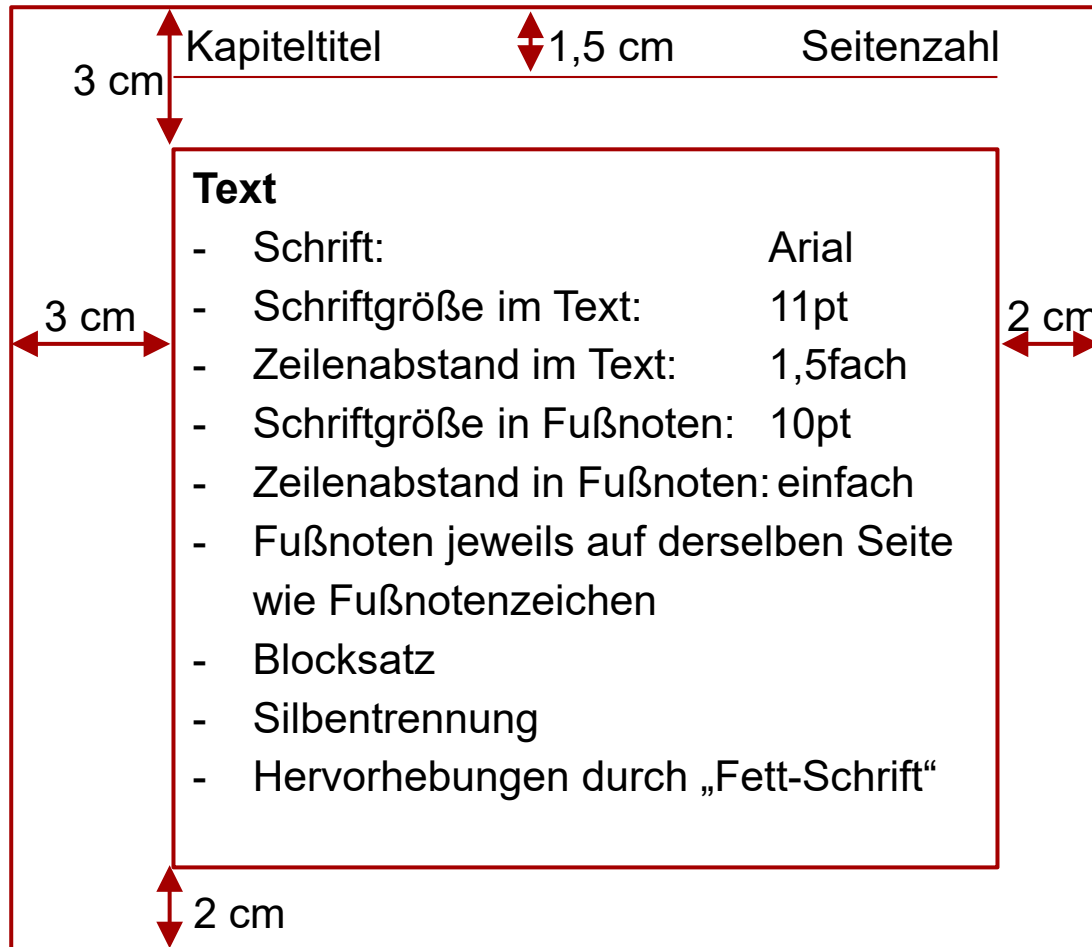 Kapiteltitel 1,5 cm Seitenzahl
3 cm
Text
- Schrift: Arial
- Schriftgröße im Text: 11pt
3 cm
2 cm
- Zeilenabstand im Text: 1,5fach
- Schriftgröße in Fußnoten: 10pt
- Zeilenabstand in Fußnoten: einfach
- Fußnoten jeweils auf derselben Seite
wie Fußnotenzeichen
- Blocksatz
- Silbentrennung
- Hervorhebungen durch „Fett-Schrift“
2 cm